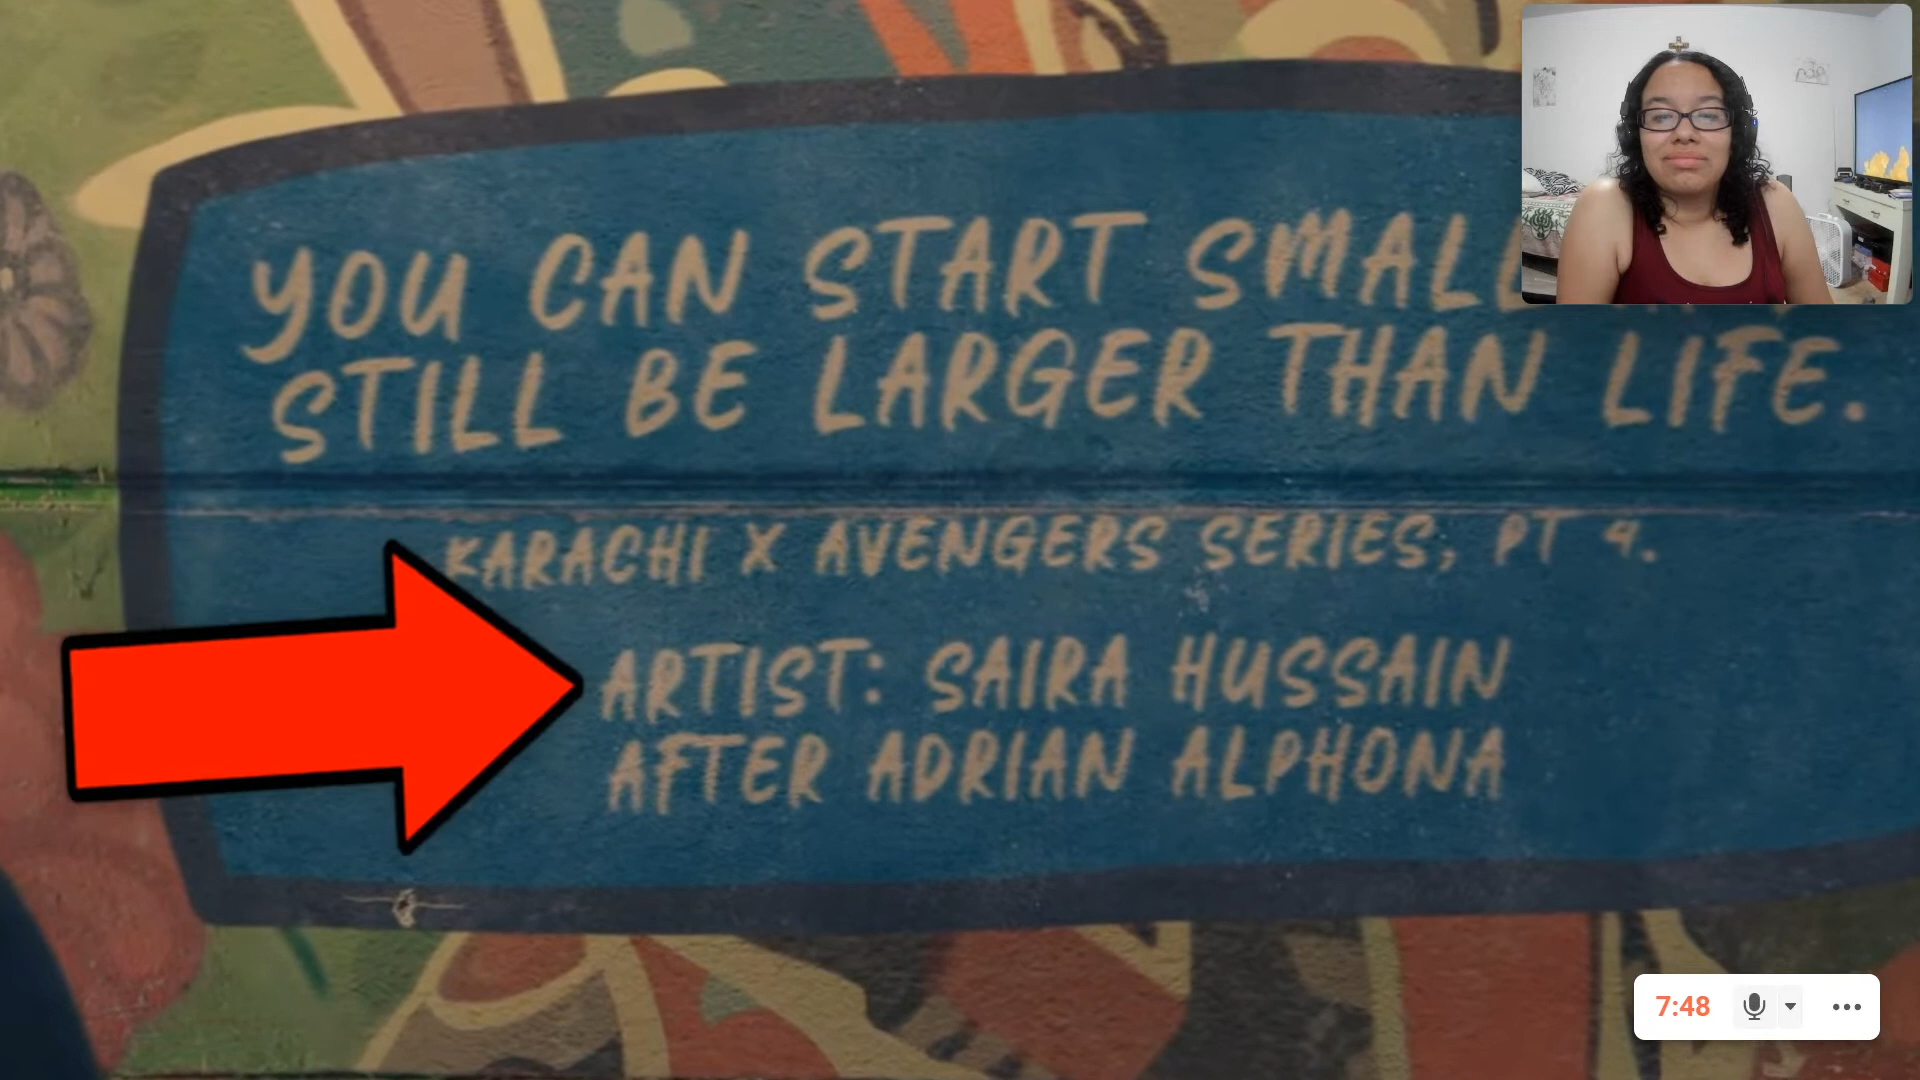 YOU CAN START SMALL
STILL BE LARGER THAN LIFE.
KARACHI X AVENGERS SERIES, PT 4.
ARTIST: SAIRA HUSSAIN
AFTER ADRIAN ALPHONA
7:48